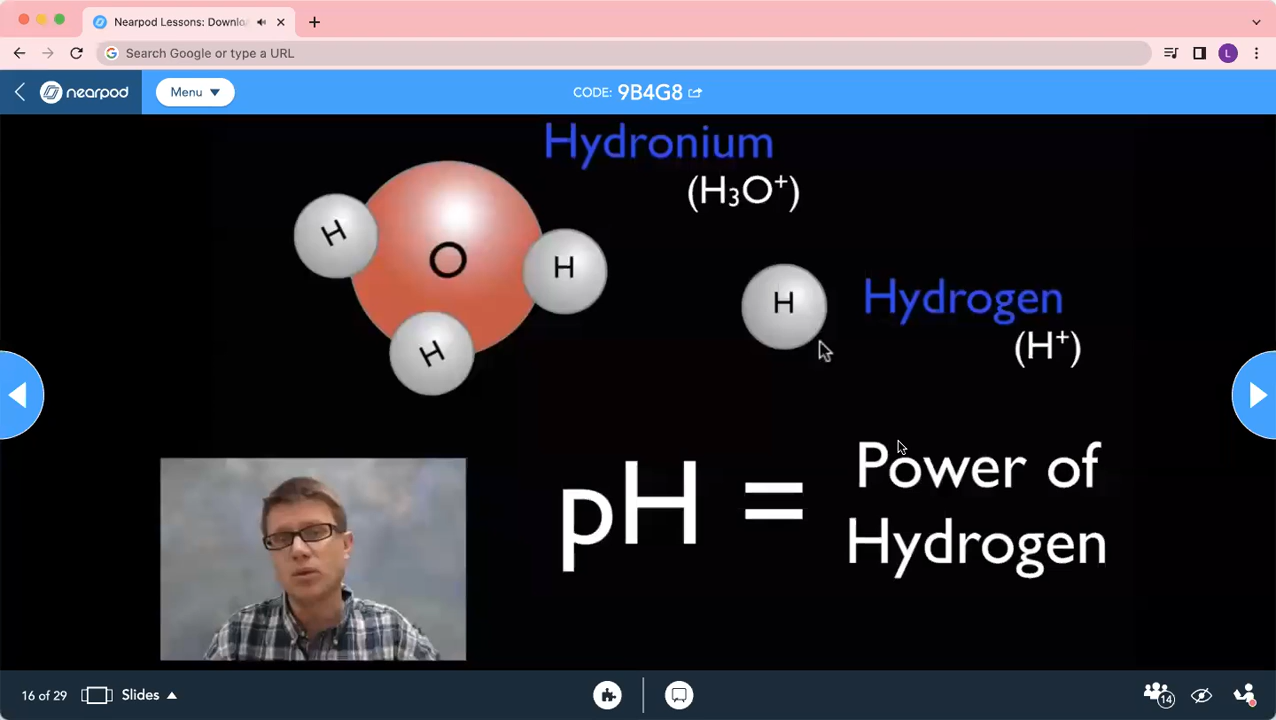 Nearpod Lessons: Downlo
Search Google or type a URL
L
nearpod
Menu
CODE: 9B4G8
Hydronium
(H₃O⁺)
H
O
H
H
H
Hydrogen
(H⁺)
pH = Power of
Hydrogen
16 of 29
Slides
14